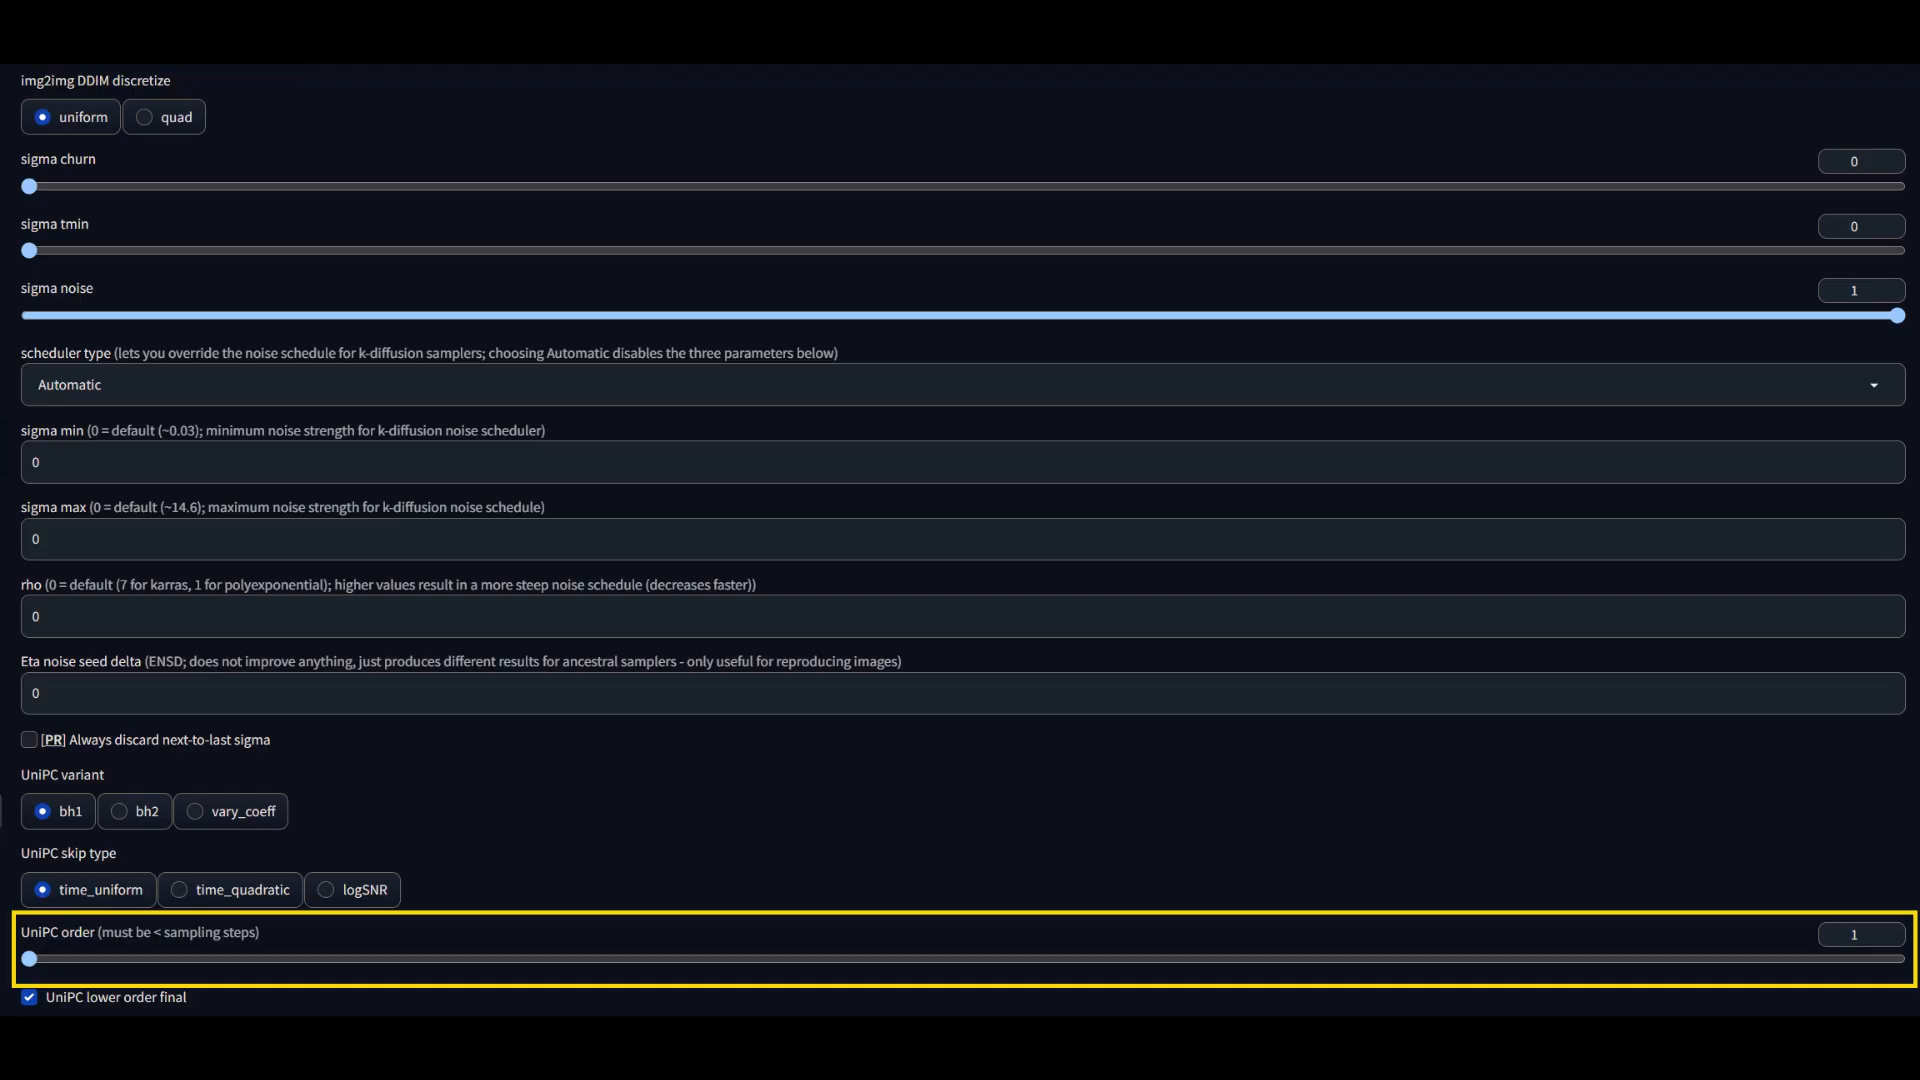 img2img DDIM discretize
uniform quad
sigma churn
0
sigma tmin
0
sigma noise
1
scheduler type (lets you override the noise schedule for k-diffusion samplers; choosing Automatic disables the three parameters below)
Automatic
sigma min (0 = default (~0.03); minimum noise strength for k-diffusion noise scheduler)
0
sigma max (0 = default (~14.6); maximum noise strength for k-diffusion noise schedule)
0
rho (0 = default (7 for karras, 1 for polyexponential); higher values result in a more steep noise schedule (decreases faster))
0
Eta noise seed delta (ENSD; does not improve anything, just produces different results for ancestral samplers - only useful for reproducing images)
0
[PR] Always discard next-to-last sigma
UniPC variant
bh1 bh2 vary_coeff
UniPC skip type
time_uniform time_quadratic logSNR
UniPC order (must be < sampling steps)
1
UniPC lower order final